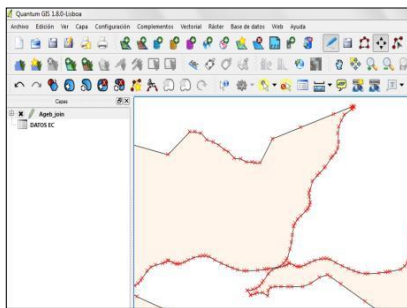 Quantum GIS 1.8.0-Lisboa
Archivo Edición Ver Capa Configuración Complementos Vectorial Ráster Base de datos Web Ayuda
Capas
Ageb_join
DATOS EC